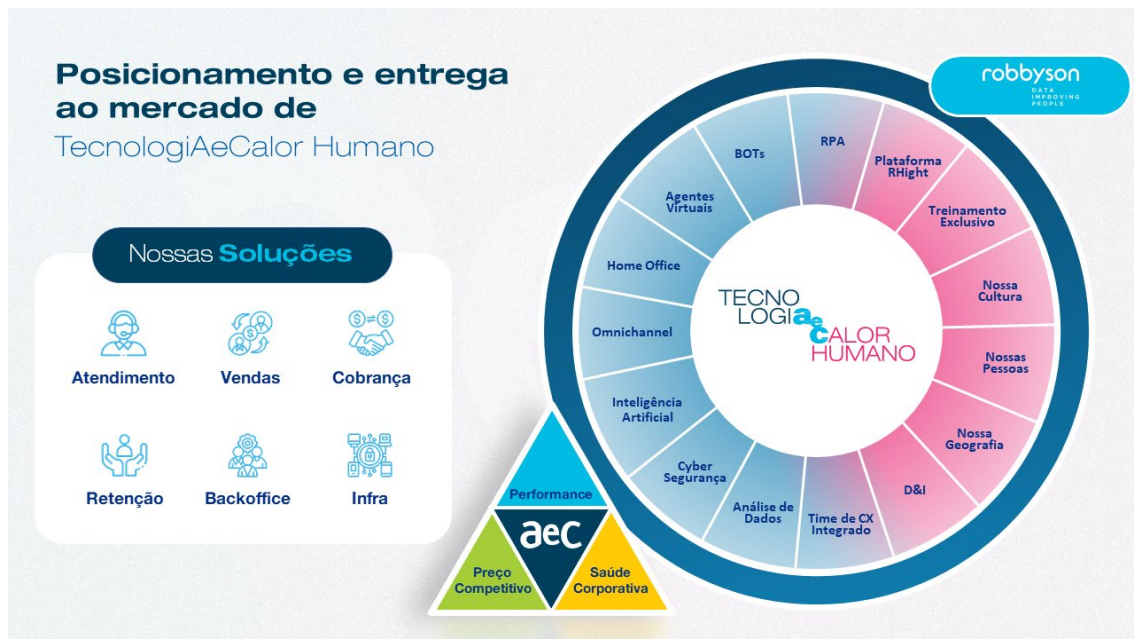 Posicionamento e entrega
ao mercado de
TecnologiAeCalor Humano
Nossas Soluções
Atendimento
Vendas
Cobrança
Retenção
Backoffice
Infra
robbyson
DATA
IMPROVING
PEOPLE
BOTs
RPA
Plataforma
RHight
Treinamento
Exclusivo
Nossa
Cultura
Nossas
Pessoas
Nossa
Geografia
D&I
Time de CX
Integrado
Análise de
Dados
Cyber
Segurança
Inteligência
Artificial
Omnichannel
Home Office
Agentes
Virtuais
TECNO
LOGIae
CALOR
HUMANO
Performance
aeC
Preço
Competitivo
Saúde
Corporativa